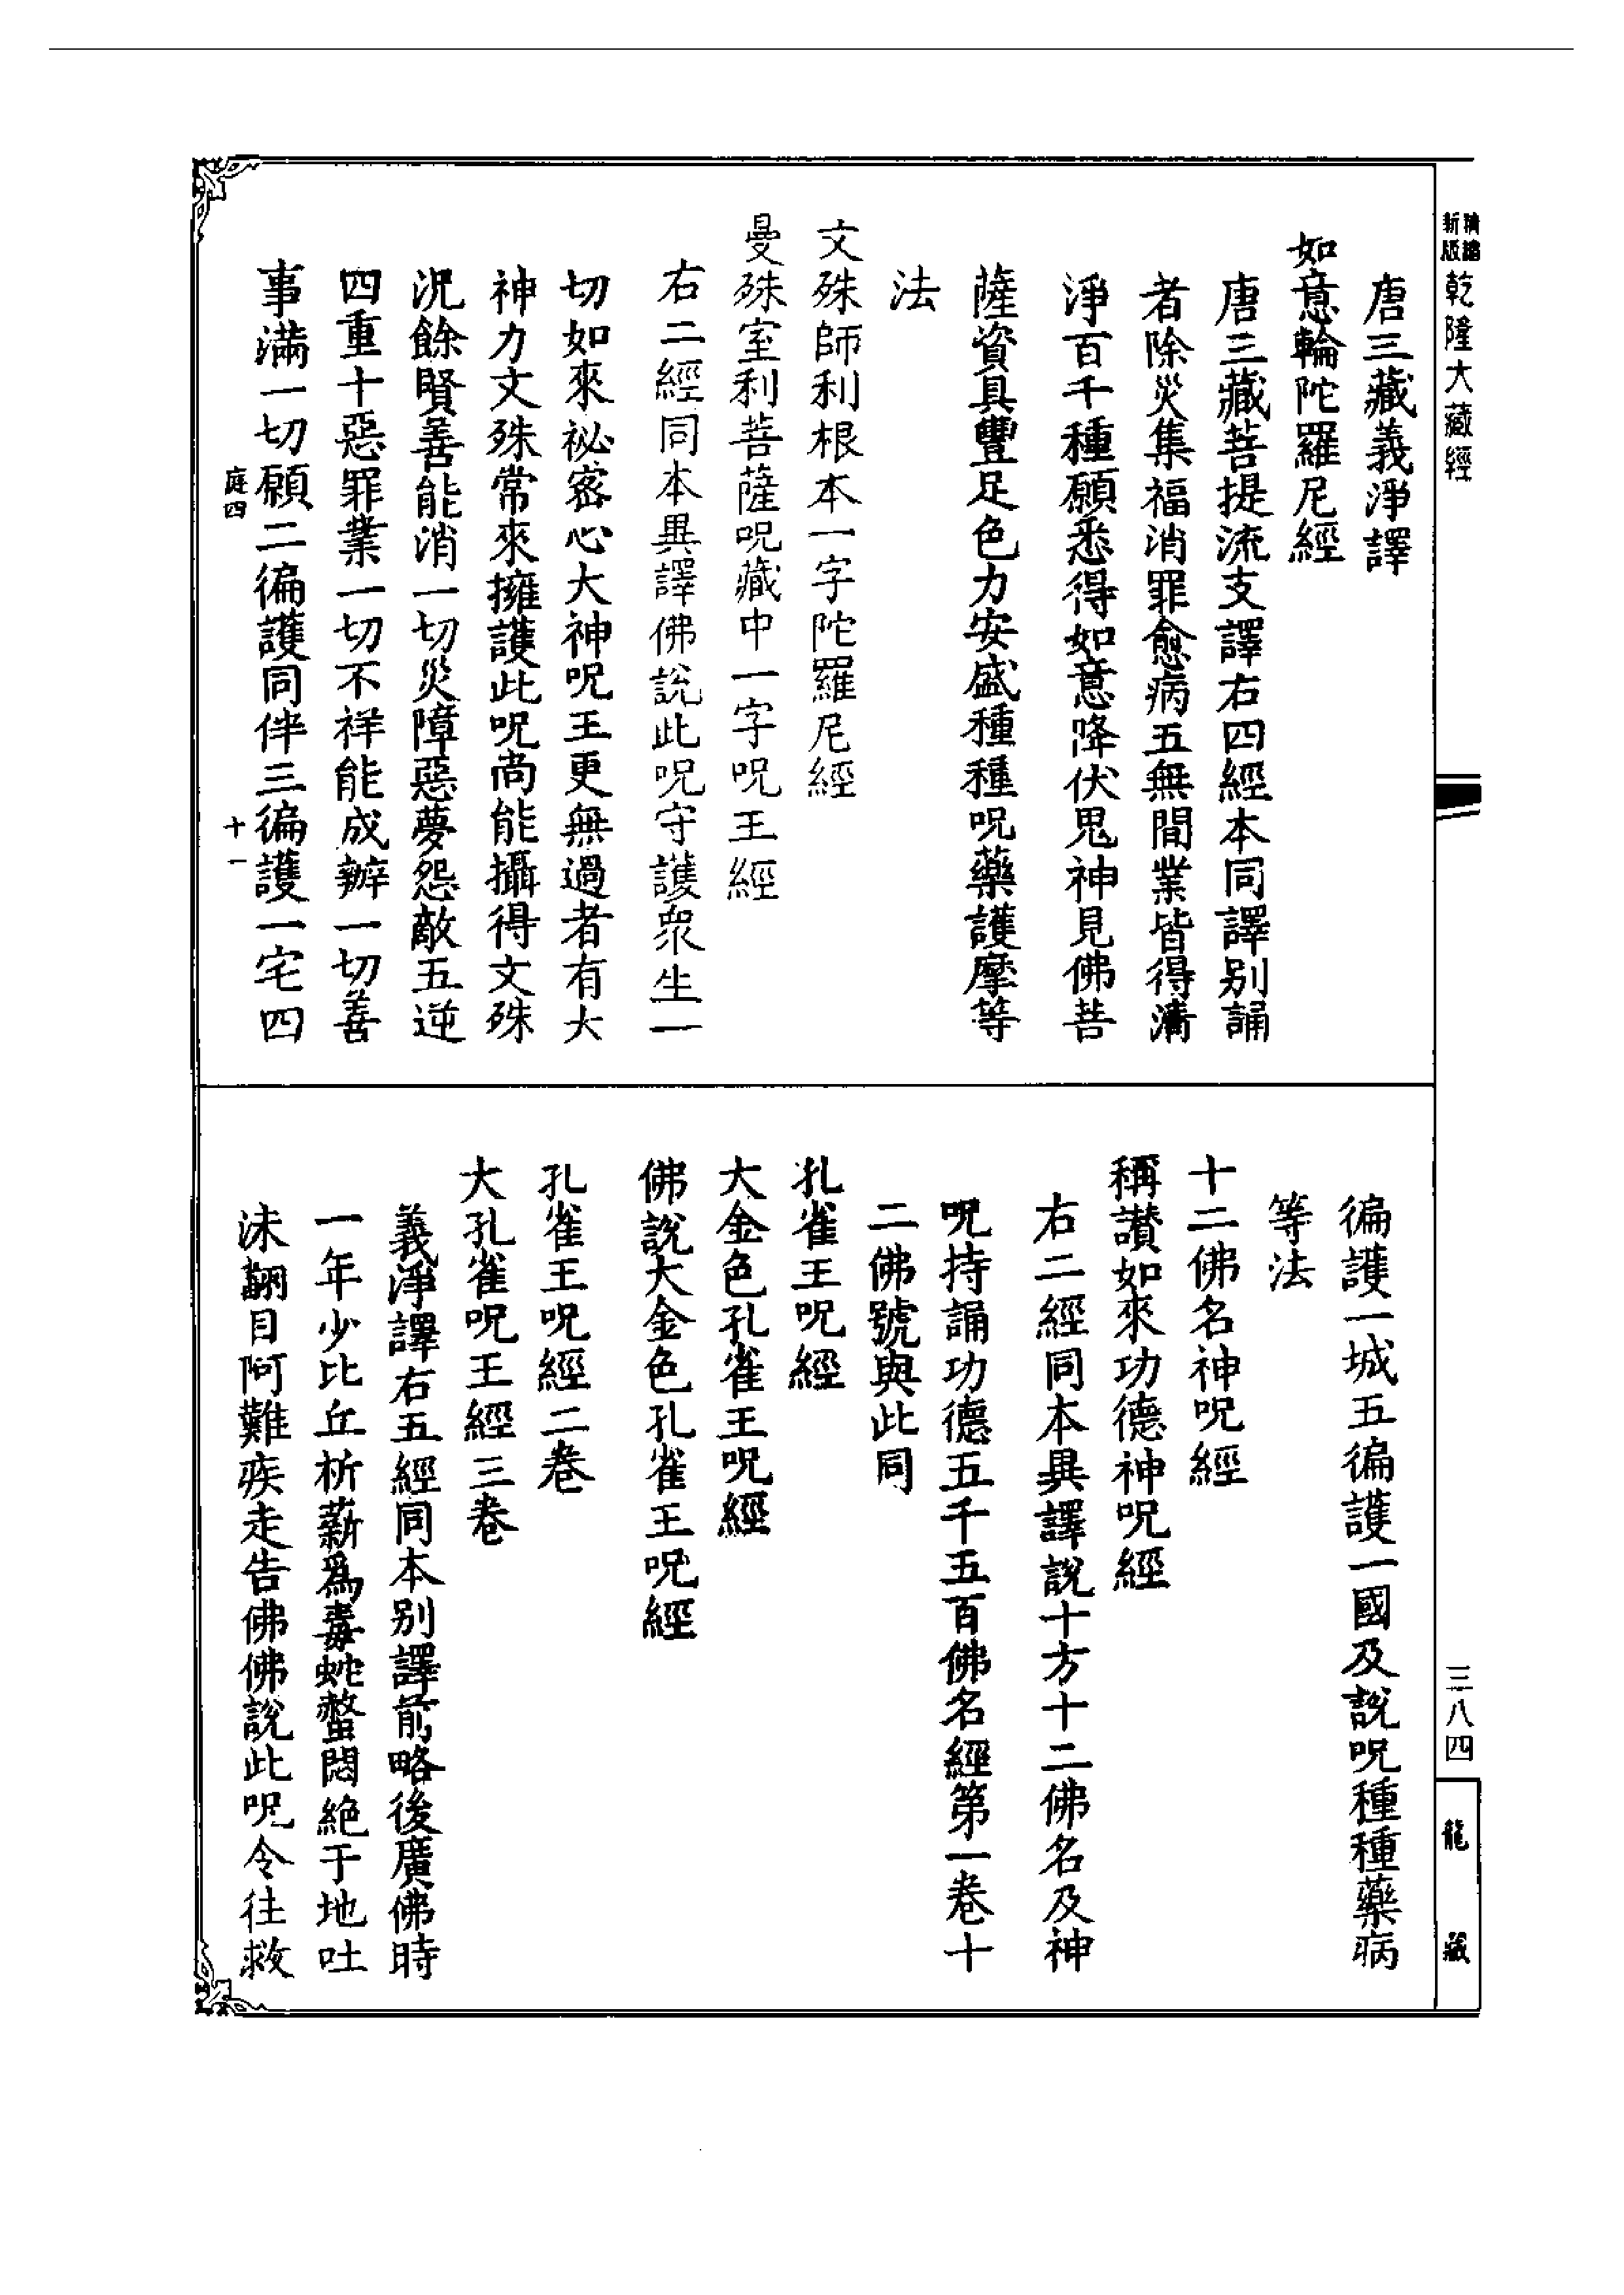 精縮
新版
乾隆大藏經
唐三藏義淨譯
如意輪陀羅尼經
唐三藏菩提流支譯右四經本同譯别誦
者除災集福消罪愈病五無間業皆得清
淨百千種願悉得如意降伏鬼神見佛菩
薩資具豐足色力安盛種種呪藥護摩等
法
文殊師利根本一字陀羅尼經
曼殊室利菩薩呪藏中一字呪王經
右二經同本異譯佛說此呪守護衆生一
切如來祕密心大神呪王更無過者有大
神力文殊常來擁護此呪尚能攝得文殊
況餘賢善能消一切災障惡夢怨敵五逆
四重十惡罪業一切不祥能成辦一切善
事滿一切願二徧護同伴三徧護一宅四
庭四 十一
徧護一城五徧護一國及說呪種種藥病
等法
十二佛名神呪經
稱讚如來功德神呪經
右二經同本異譯說十方十二佛名及神
呪持誦功德五千五百佛名經第一卷十
二佛號與此同
孔雀王呪經
大金色孔雀王呪經
佛說大金色孔雀王呪經
孔雀王呪經二卷
大孔雀呪王經三卷
義淨譯右五經同本别譯前略後廣佛時
一年少比丘析薪爲毒蛇螫悶絶于地吐
沫翻目阿難疾走告佛佛說此呪令往救
三八四
龍藏